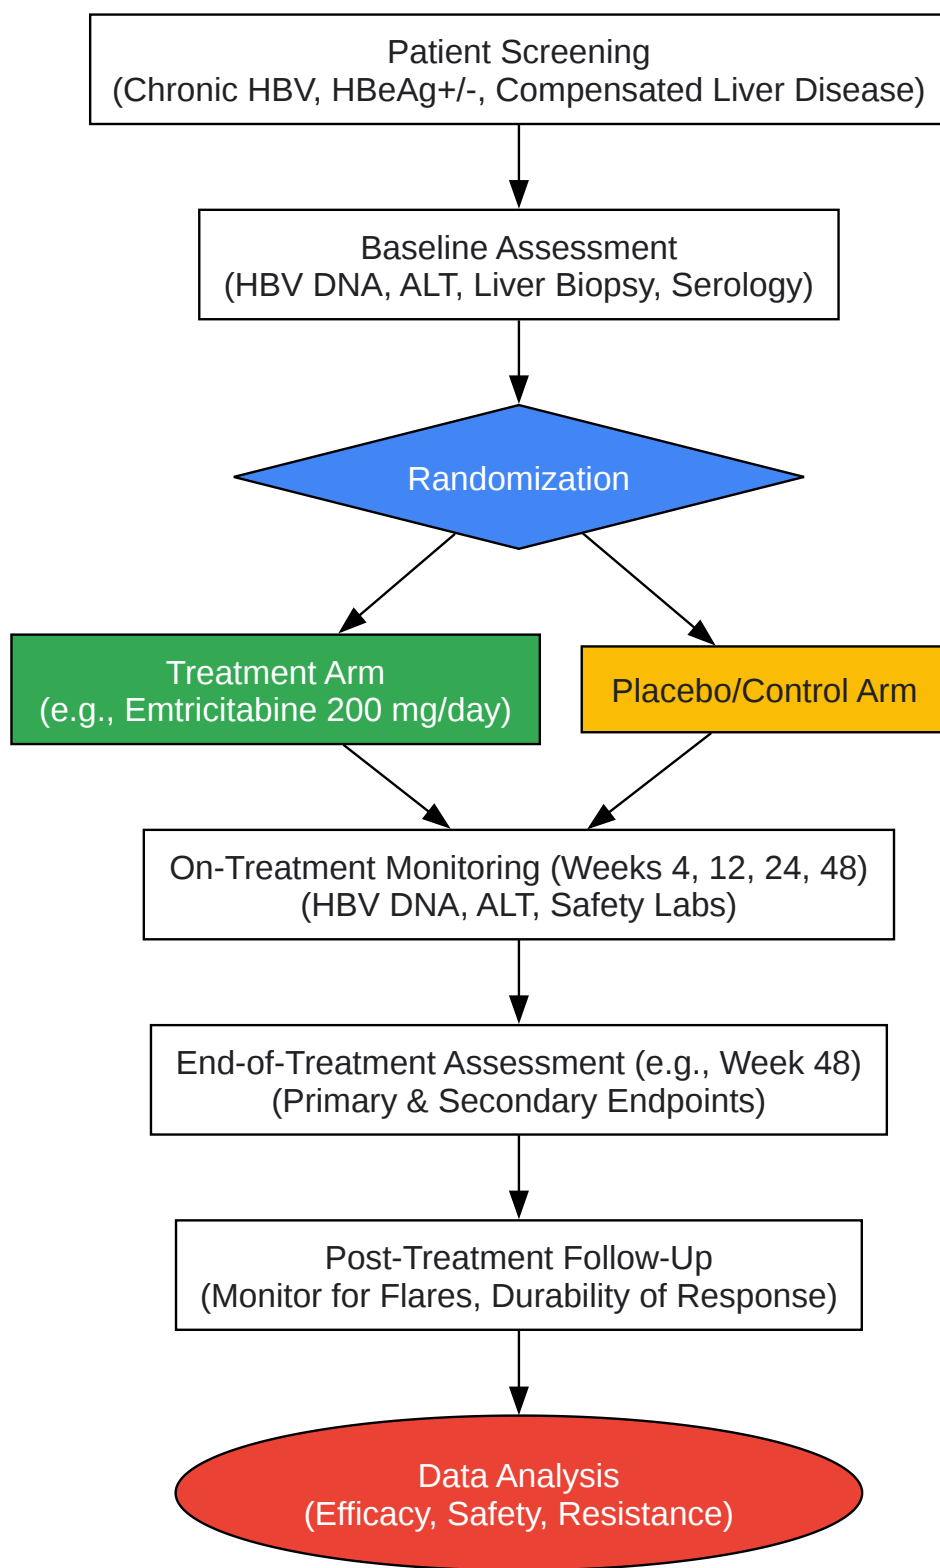 Patient Screening
(Chronic HBV, HBeAg+/-, Compensated Liver Disease)
Baseline Assessment
(HBV DNA, ALT, Liver Biopsy, Serology)
Randomization
Treatment Arm
(e.g., Emtricitabine 200 mg/day)
Placebo/Control Arm
On-Treatment Monitoring (Weeks 4, 12, 24, 48)
(HBV DNA, ALT, Safety Labs)
End-of-Treatment Assessment (e.g., Week 48)
(Primary & Secondary Endpoints)
Post-Treatment Follow-Up
(Monitor for Flares, Durability of Response)
Data Analysis
(Efficacy, Safety, Resistance)